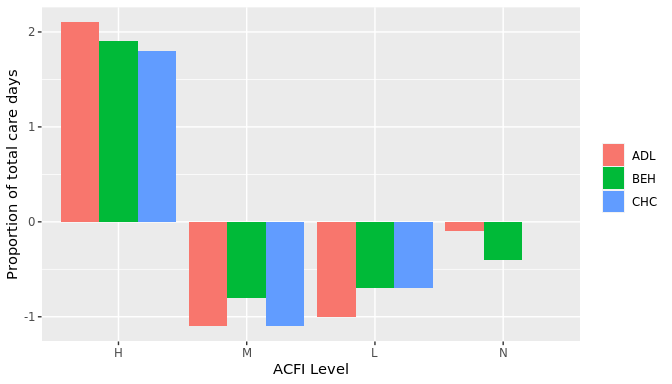 Proportion of total care days
2
1
0
-1
H M L N
ACFI Level
ADL
BEH
CHC